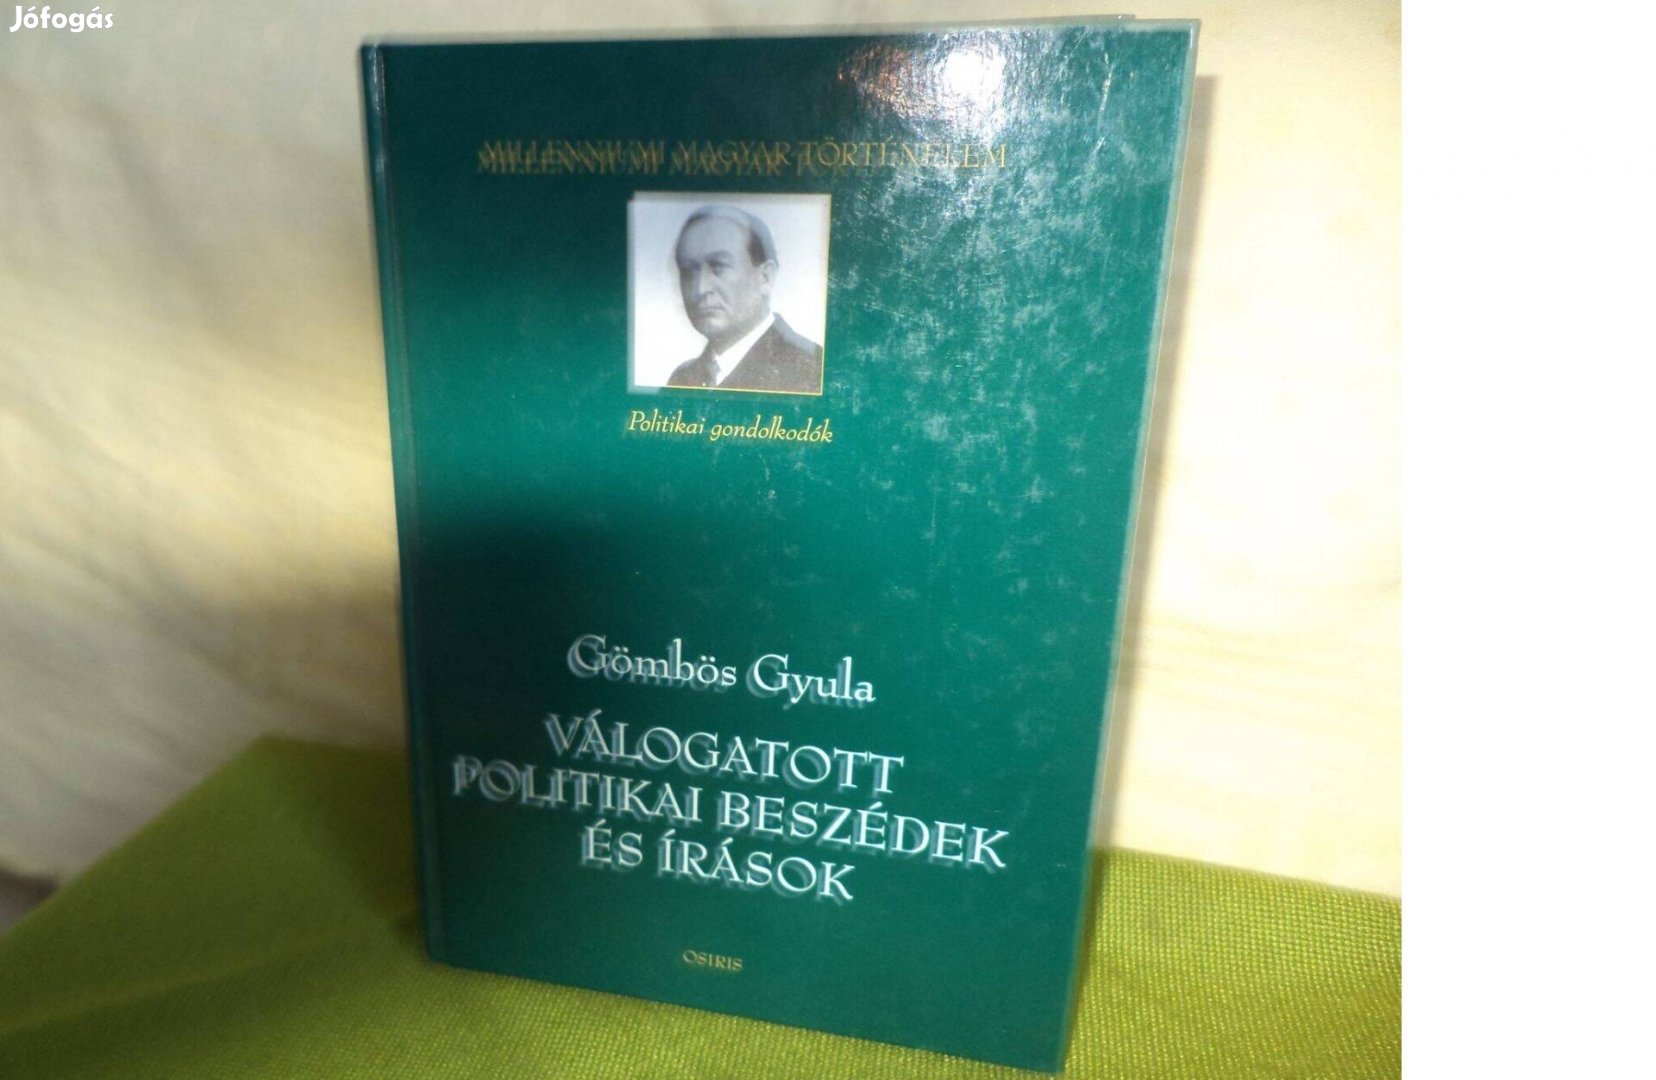 Jófogás
MILLENNIUMI MAGYAR TÖRTÉNELEM
Politikai gondolkodók
Gömbös Gyula
VÁLOGATOTT
POLITIKAI BESZÉDEK
ÉS ÍRÁSOK
OSIRIS